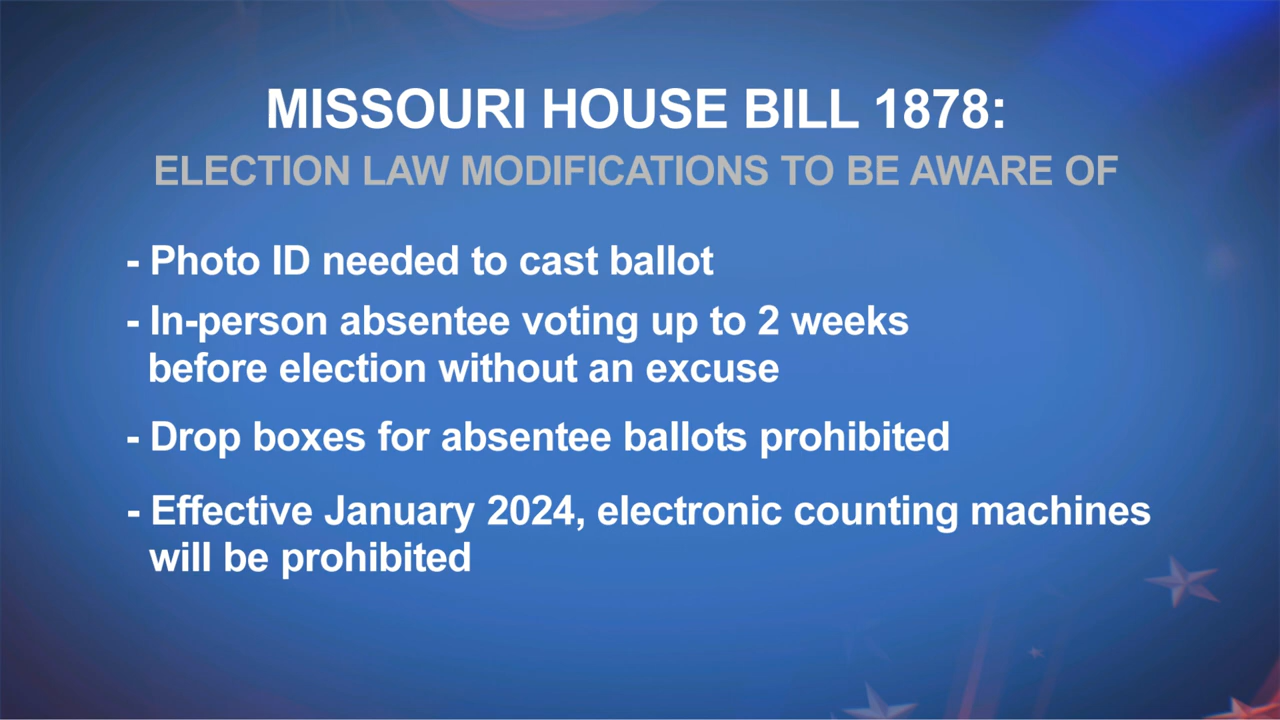 MISSOURI HOUSE BILL 1878:
ELECTION LAW MODIFICATIONS TO BE AWARE OF
- Photo ID needed to cast ballot
- In-person absentee voting up to 2 weeks
before election without an excuse
- Drop boxes for absentee ballots prohibited
- Effective January 2024, electronic counting machines
will be prohibited